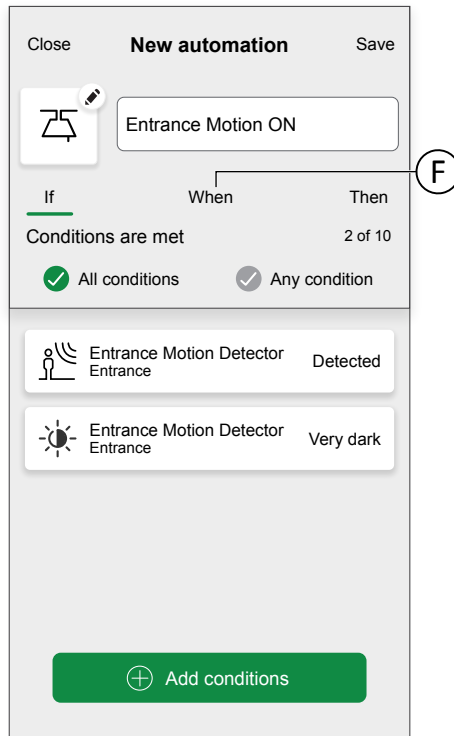 Close New automation Save
Entrance Motion ON
F
If When Then
Conditions are met 2 of 10
All conditions Any condition
Entrance Motion Detector Detected
Entrance
Entrance Motion Detector Very dark
Entrance
Add conditions